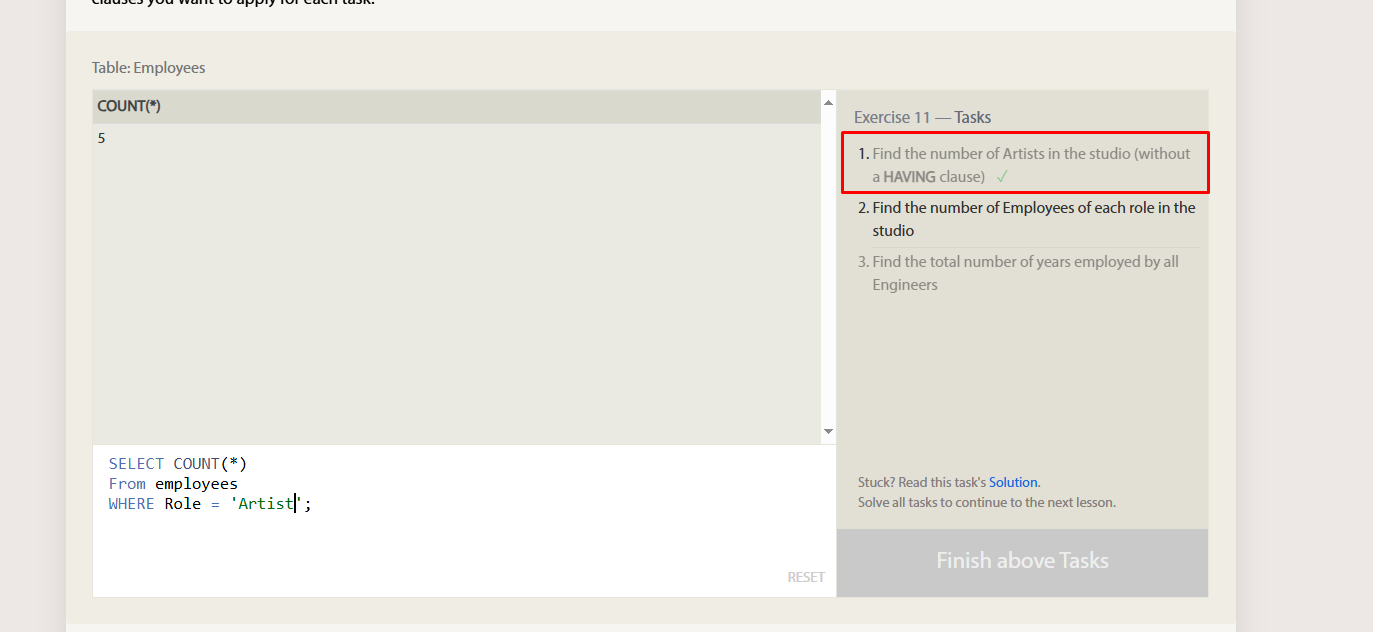 clauses you want to apply for each task.
Table: Employees
COUNT(*)
5
Exercise 11 — Tasks
1. Find the number of Artists in the studio (without
a HAVING clause) ✓
2. Find the number of Employees of each role in the
studio
3. Find the total number of years employed by all
Engineers
SELECT COUNT(*)
From employees
WHERE Role = 'Artist';
RESET
Stuck? Read this task's Solution.
Solve all tasks to continue to the next lesson.
Finish above Tasks